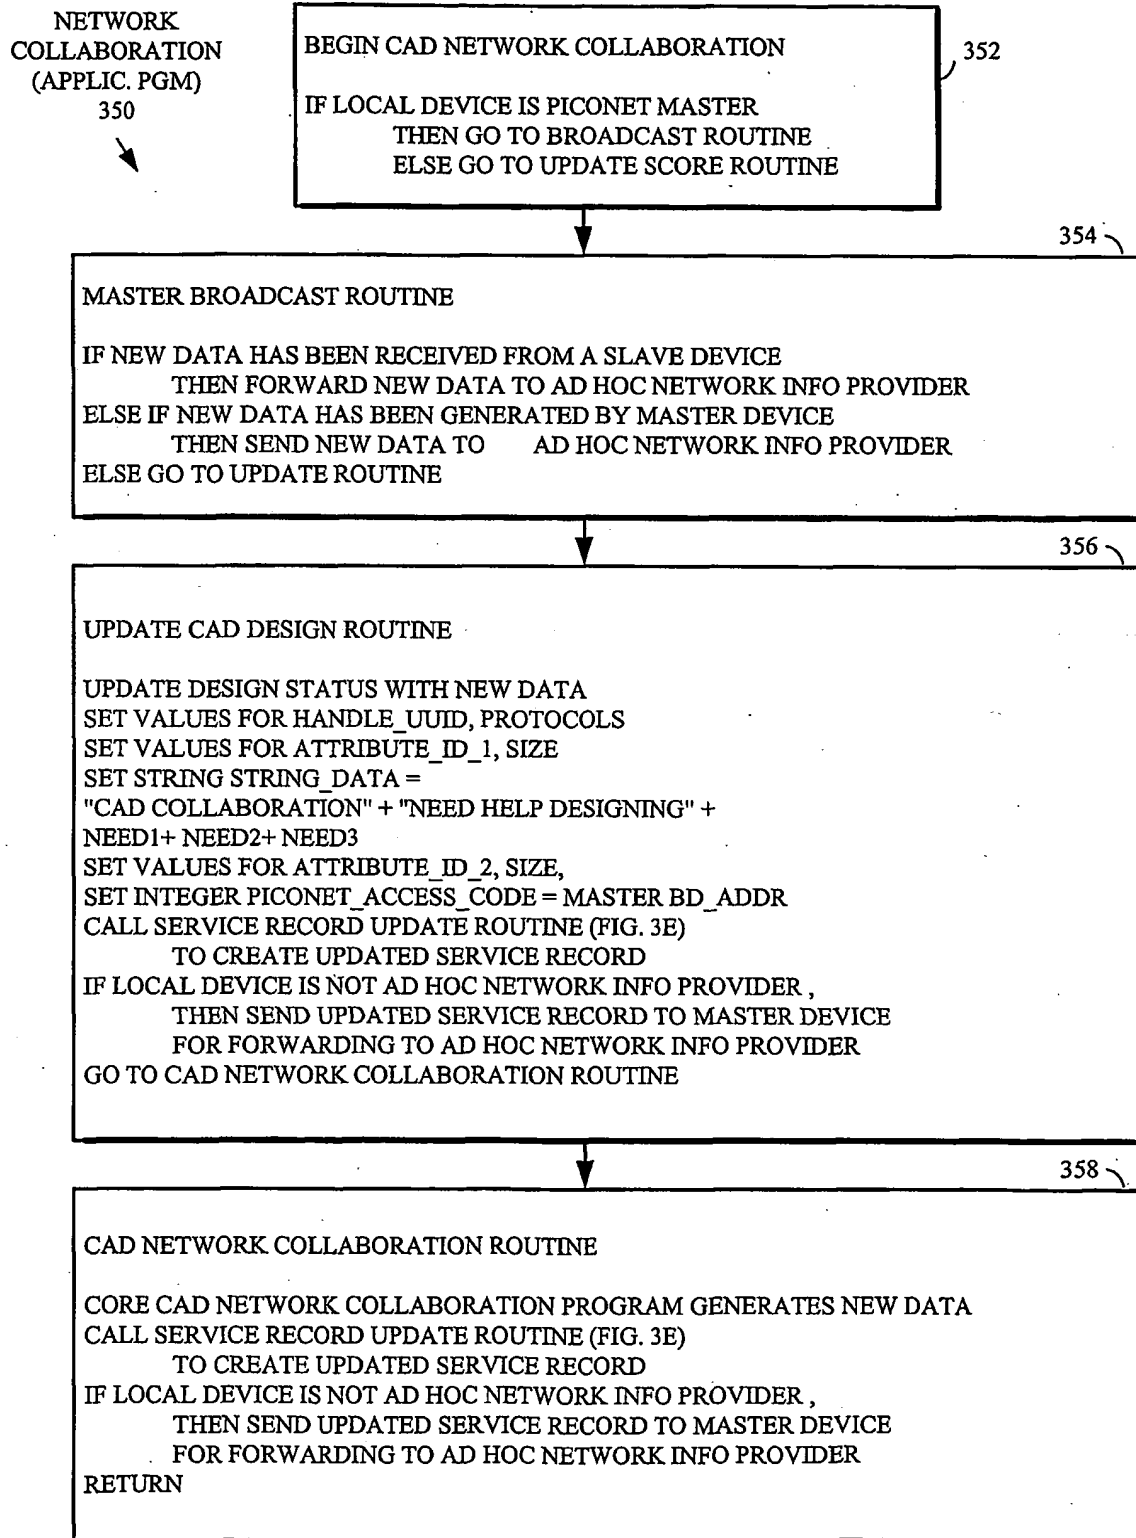 NETWORK
COLLABORATION
(APPLIC. PGM)
350
BEGIN CAD NETWORK COLLABORATION
352
IF LOCAL DEVICE IS PICONET MASTER
THEN GO TO BROADCAST ROUTINE
ELSE GO TO UPDATE SCORE ROUTINE
354
MASTER BROADCAST ROUTINE
IF NEW DATA HAS BEEN RECEIVED FROM A SLAVE DEVICE
THEN FORWARD NEW DATA TO AD HOC NETWORK INFO PROVIDER
ELSE IF NEW DATA HAS BEEN GENERATED BY MASTER DEVICE
THEN SEND NEW DATA TO AD HOC NETWORK INFO PROVIDER
ELSE GO TO UPDATE ROUTINE
356
UPDATE CAD DESIGN ROUTINE
UPDATE DESIGN STATUS WITH NEW DATA
SET VALUES FOR HANDLE_UUID, PROTOCOLS
SET VALUES FOR ATTRIBUTE_ID_1, SIZE
SET STRING STRING_DATA =
"CAD COLLABORATION" + "NEED HELP DESIGNING" +
NEED1+ NEED2+ NEED3
SET VALUES FOR ATTRIBUTE_ID_2, SIZE,
SET INTEGER PICONET_ACCESS_CODE = MASTER BD_ADDR
CALL SERVICE RECORD UPDATE ROUTINE (FIG. 3E)
TO CREATE UPDATED SERVICE RECORD
IF LOCAL DEVICE IS NOT AD HOC NETWORK INFO PROVIDER ,
THEN SEND UPDATED SERVICE RECORD TO MASTER DEVICE
FOR FORWARDING TO AD HOC NETWORK INFO PROVIDER
GO TO CAD NETWORK COLLABORATION ROUTINE
358
CAD NETWORK COLLABORATION ROUTINE
CORE CAD NETWORK COLLABORATION PROGRAM GENERATES NEW DATA
CALL SERVICE RECORD UPDATE ROUTINE (FIG. 3E)
TO CREATE UPDATED SERVICE RECORD
IF LOCAL DEVICE IS NOT AD HOC NETWORK INFO PROVIDER ,
THEN SEND UPDATED SERVICE RECORD TO MASTER DEVICE
FOR FORWARDING TO AD HOC NETWORK INFO PROVIDER
RETURN